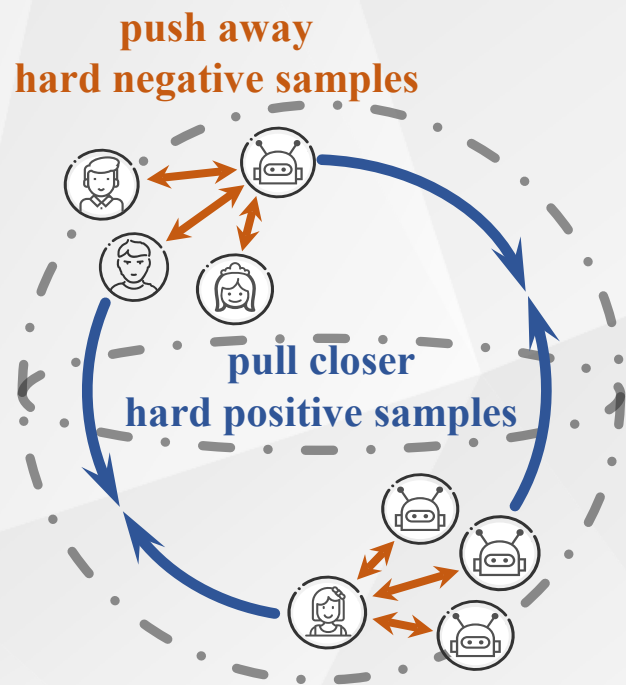 push away
hard negative samples
pull closer
hard positive samples